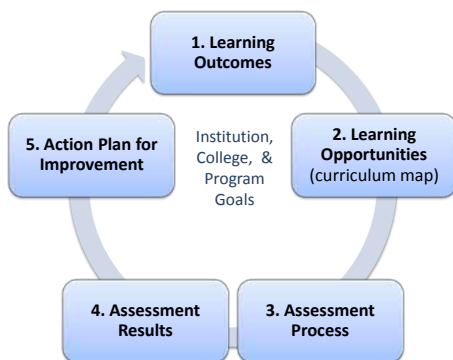 1. Learning
Outcomes
2. Learning
Opportunities
(curriculum map)
3. Assessment
Process
4. Assessment
Results
5. Action Plan for
Improvement
Institution,
College,  &
Program
Goals